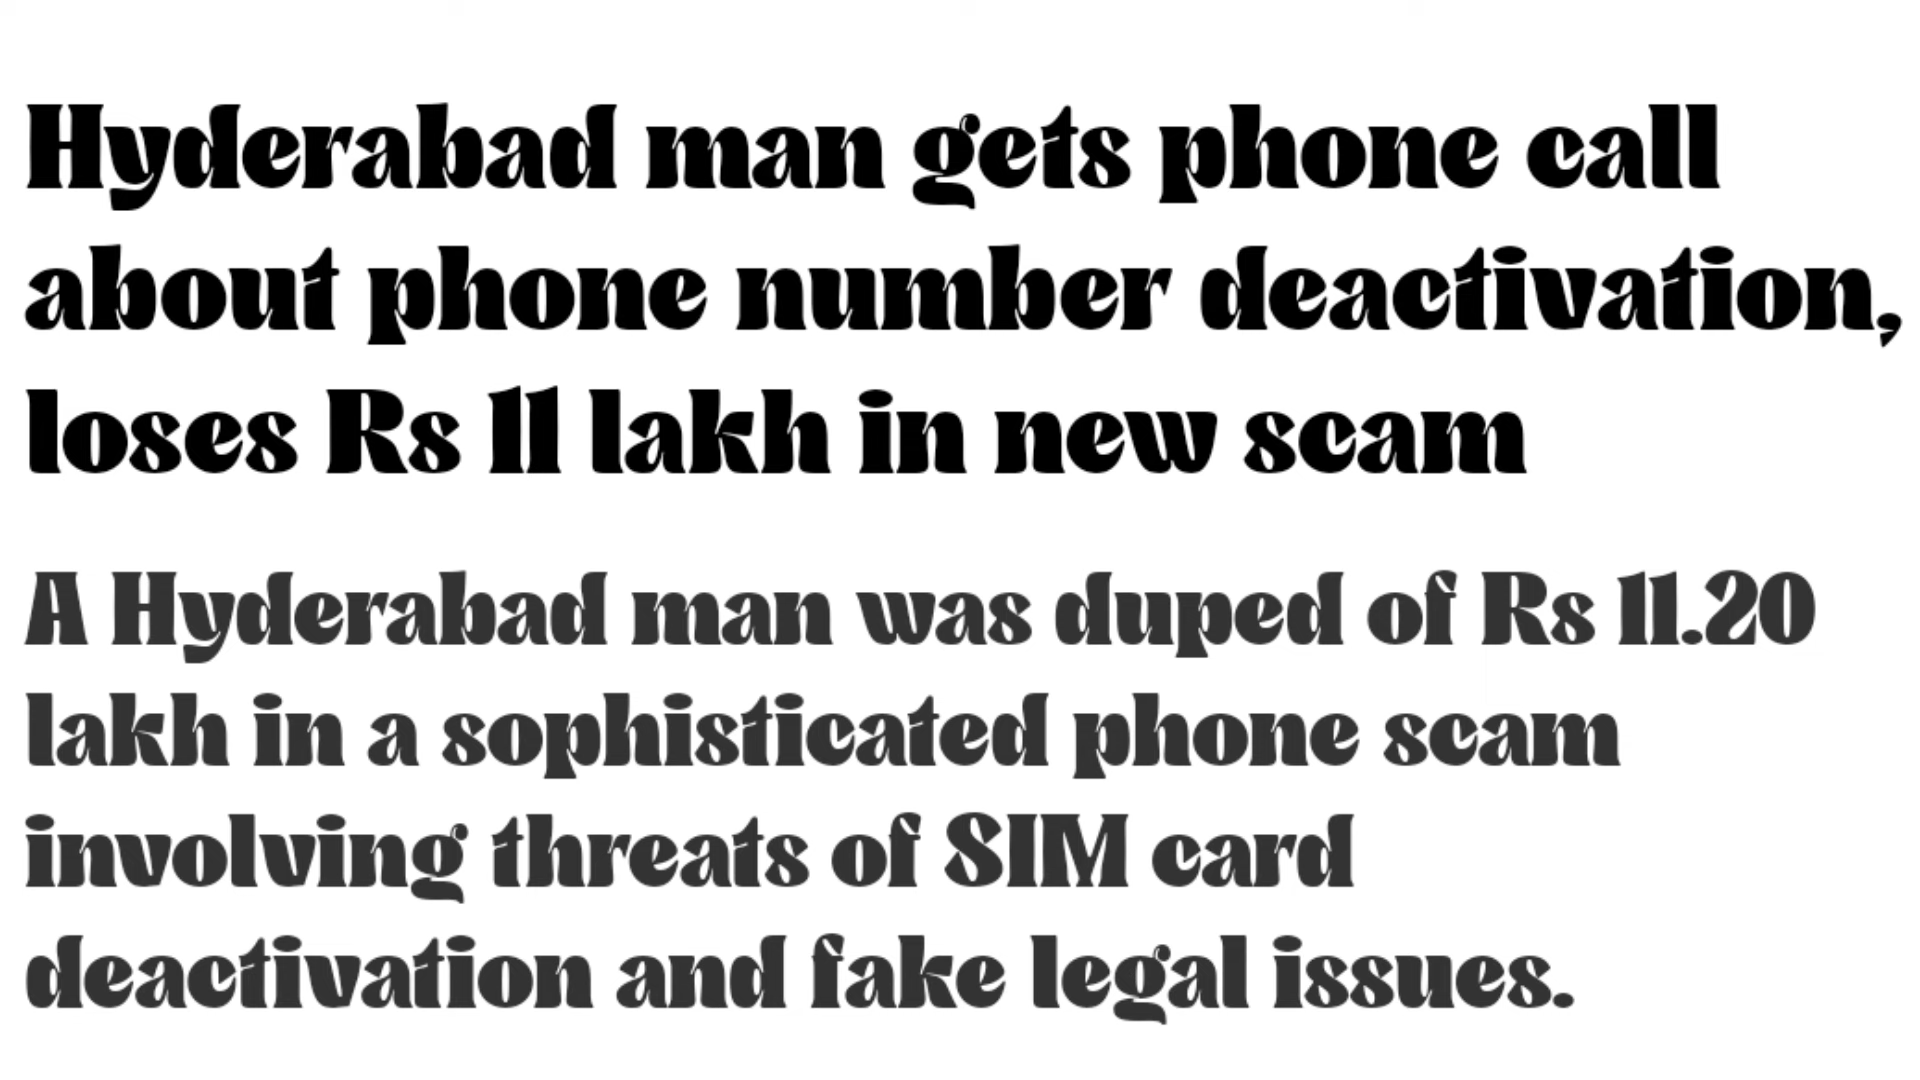 Hyderabad man gets phone call
about phone number deactivation,
loses Rs 11 lakh in new scam
A Hyderabad man was duped of Rs 11.20
lakh in a sophisticated phone scam
involving threats of SIM card
deactivation and fake legal issues.